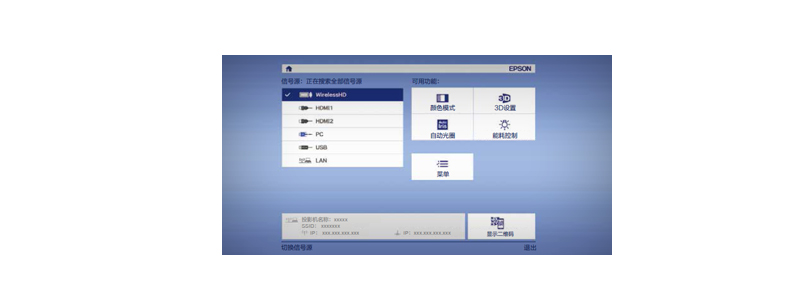 EPSON
信号源：正在搜索全部信号源
可用功能：
WirelessHD
HDMI1
HDMI2
PC
USB
LAN
颜色模式
3D
3D设置
自动光圈
能耗控制
菜单
投影机名称：xxxxx
SSID：xxxxxxx
IP：xxx.xxx.xxx.xxx
IP：xxx.xxx.xxx.xxx
显示二维码
切换信号源
退出